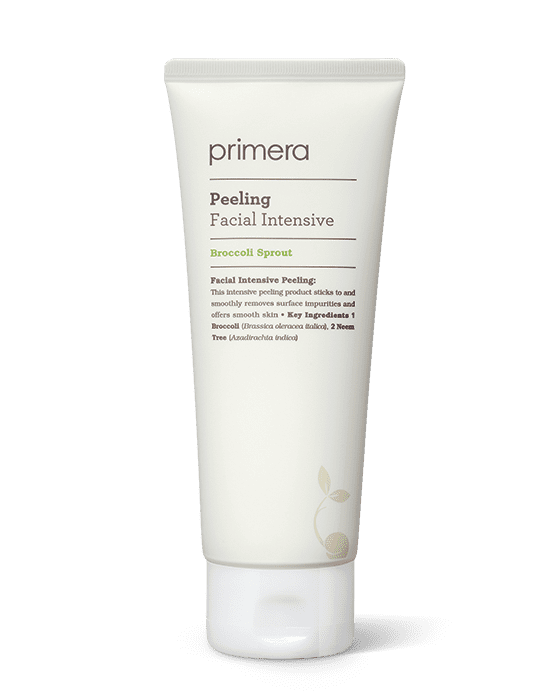 primera
Peeling
Facial Intensive
Broccoli Sprout
Facial Intensive Peeling:
This intensive peeling product sticks to and
smoothly removes surface impurities and
offers smooth skin • Key Ingredients 1
Broccoli (Brassica oleracea italica), 2 Neem
Tree (Azadirachta indica)